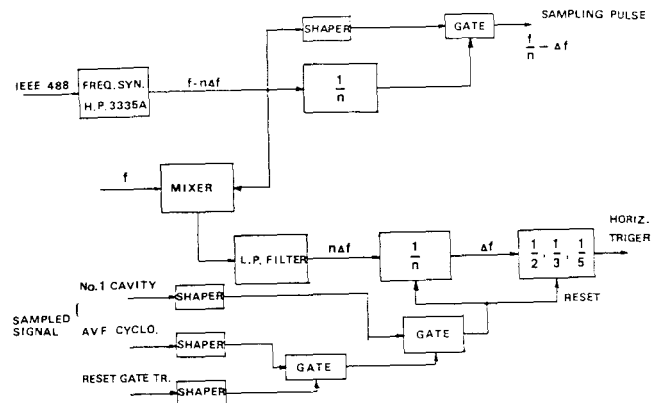 SAMPLING PULSE
SHAPER
GATE
f/n - Δf
IEEE 488
FREQ. SYN.
H.P. 3335A
f-nΔf
1/n
f
MIXER
HORIZ.
TRIGER
L.P. FILTER
nΔf
1/n
Δf
1/2, 1/3, 1/5
RESET
No.1 CAVITY
SHAPER
SAMPLED
SIGNAL
AVF CYCLO.
SHAPER
GATE
GATE
RESET GATE TR.
SHAPER